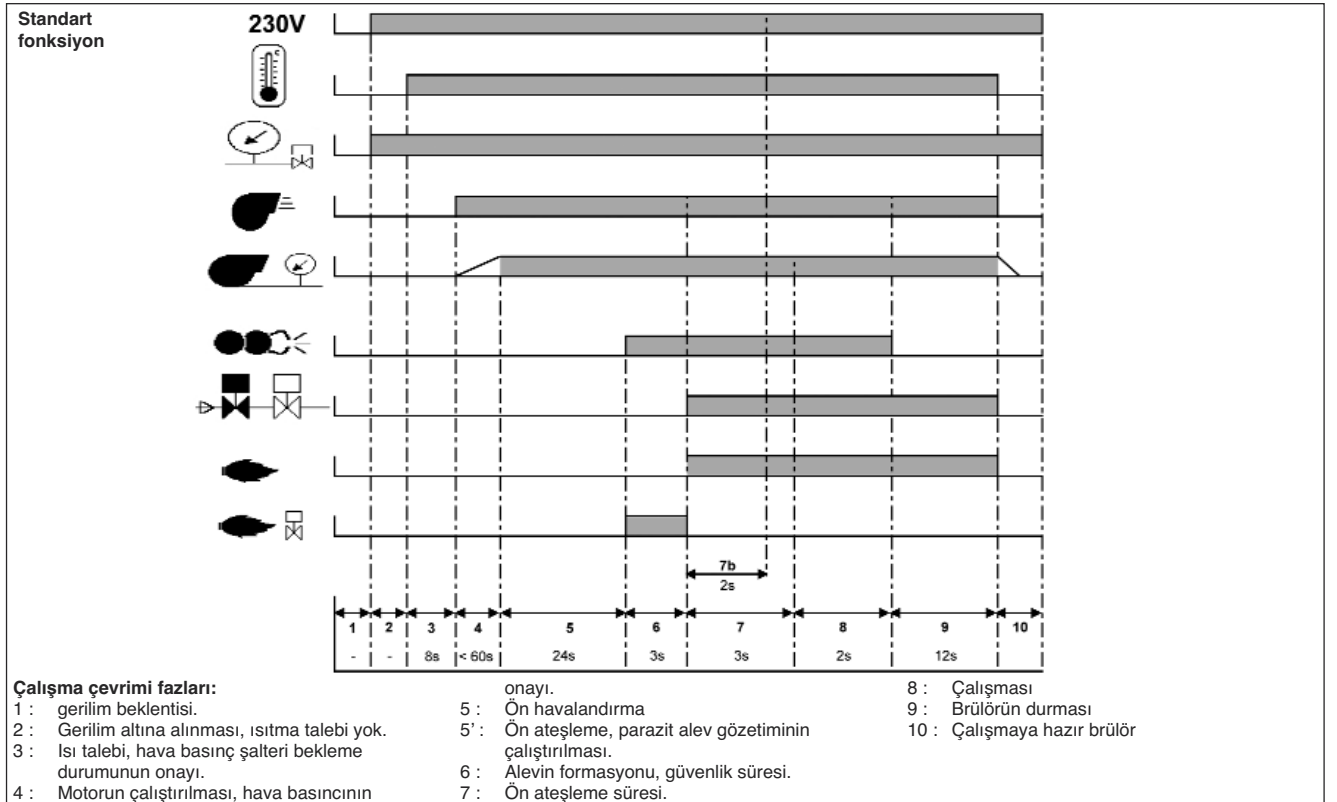 Standart
fonksiyon
230V
°C
7b
2s
1 2 3 4 5 6 7 8 9 10
- - 8s < 60s 24s 3s 3s 2s 12s
Çalışma çevrimi fazları:
1 : gerilim beklentisi.
2 : Gerilim altına alınması, ısıtma talebi yok.
3 : Isı talebi, hava basınç şalteri bekleme
durumunun onayı.
4 : Motorun çalıştırılması, hava basıncının
onayı.
5 : Ön havalandırma
5' : Ön ateşleme, parazit alev gözetiminin
çalıştırılması.
6 : Alevin formasyonu, güvenlik süresi.
7 : Ön ateşleme süresi.
8 : Çalışması
9 : Brülörün durması
10 : Çalışmaya hazır brülör